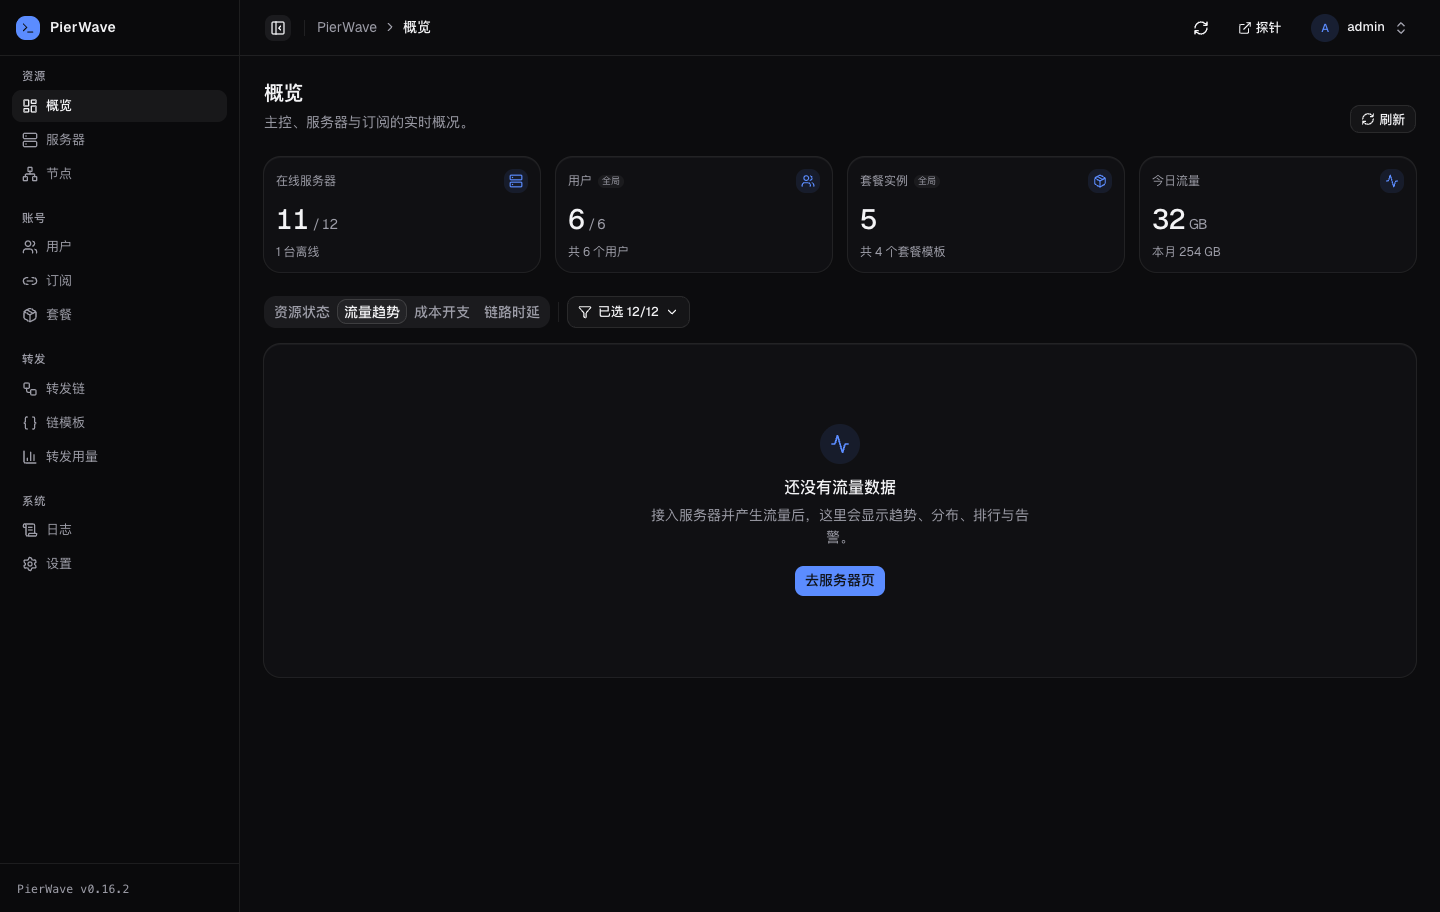 PierWave
PierWave > 概览
探针
A
admin
资源
概览
服务器
节点
账号
用户
订阅
套餐
转发
转发链
链模板
转发用量
系统
日志
设置
PierWave v0.16.2
概览
主控、服务器与订阅的实时概况。
刷新
在线服务器
11 / 12
1 台离线
用户 全局
6 / 6
共 6 个用户
套餐实例 全局
5
共 4 个套餐模板
今日流量
32 GB
本月 254 GB
资源状态 流量趋势 成本开支 链路时延
已选 12/12
还没有流量数据
接入服务器并产生流量后，这里会显示趋势、分布、排行与告
警。
去服务器页